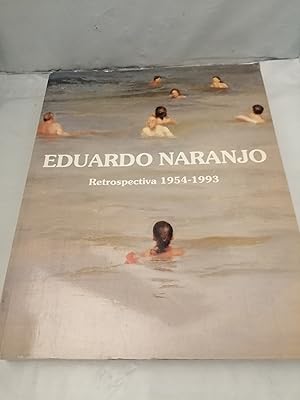 EDUARDO NARANJO
Retrospectiva 1954-1993